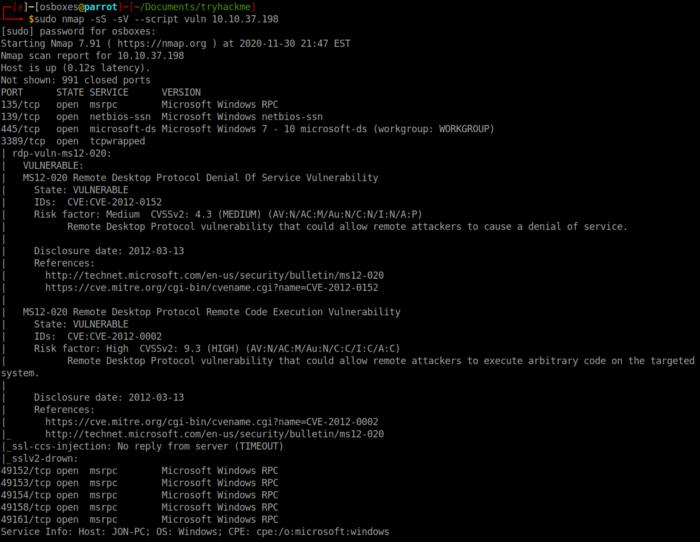 ┌─[✗]─[osboxes@parrot]─[~/Documents/tryhackme]
└──╼ $sudo nmap -sS -sV --script vuln 10.10.37.198
[sudo] password for osboxes:
Starting Nmap 7.91 ( https://nmap.org ) at 2020-11-30 21:47 EST
Nmap scan report for 10.10.37.198
Host is up (0.12s latency).
Not shown: 991 closed ports
PORT      STATE SERVICE      VERSION
135/tcp   open  msrpc        Microsoft Windows RPC
139/tcp   open  netbios-ssn  Microsoft Windows netbios-ssn
445/tcp   open  microsoft-ds Microsoft Windows 7 - 10 microsoft-ds (workgroup: WORKGROUP)
3389/tcp  open  tcpwrapped
| rdp-vuln-ms12-020:
|   VULNERABLE:
|   MS12-020 Remote Desktop Protocol Denial Of Service Vulnerability
|     State: VULNERABLE
|     IDs:  CVE:CVE-2012-0152
|     Risk factor: Medium  CVSSv2: 4.3 (MEDIUM) (AV:N/AC:M/Au:N/C:N/I:N/A:P)
|           Remote Desktop Protocol vulnerability that could allow remote attackers to cause a denial of service.
|
|     Disclosure date: 2012-03-13
|     References:
|       http://technet.microsoft.com/en-us/security/bulletin/ms12-020
|       https://cve.mitre.org/cgi-bin/cvename.cgi?name=CVE-2012-0152
|
|   MS12-020 Remote Desktop Protocol Remote Code Execution Vulnerability
|     State: VULNERABLE
|     IDs:  CVE:CVE-2012-0002
|     Risk factor: High  CVSSv2: 9.3 (HIGH) (AV:N/AC:M/Au:N/C:C/I:C/A:C)
|           Remote Desktop Protocol vulnerability that could allow remote attackers to execute arbitrary code on the targeted
system.
|
|     Disclosure date: 2012-03-13
|     References:
|       https://cve.mitre.org/cgi-bin/cvename.cgi?name=CVE-2012-0002
|_      http://technet.microsoft.com/en-us/security/bulletin/ms12-020
|_ssl-ccs-injection: No reply from server (TIMEOUT)
|_sslv2-drown:
49152/tcp open  msrpc        Microsoft Windows RPC
49153/tcp open  msrpc        Microsoft Windows RPC
49154/tcp open  msrpc        Microsoft Windows RPC
49158/tcp open  msrpc        Microsoft Windows RPC
49161/tcp open  msrpc        Microsoft Windows RPC
Service Info: Host: JON-PC; OS: Windows; CPE: cpe:/o:microsoft:windows